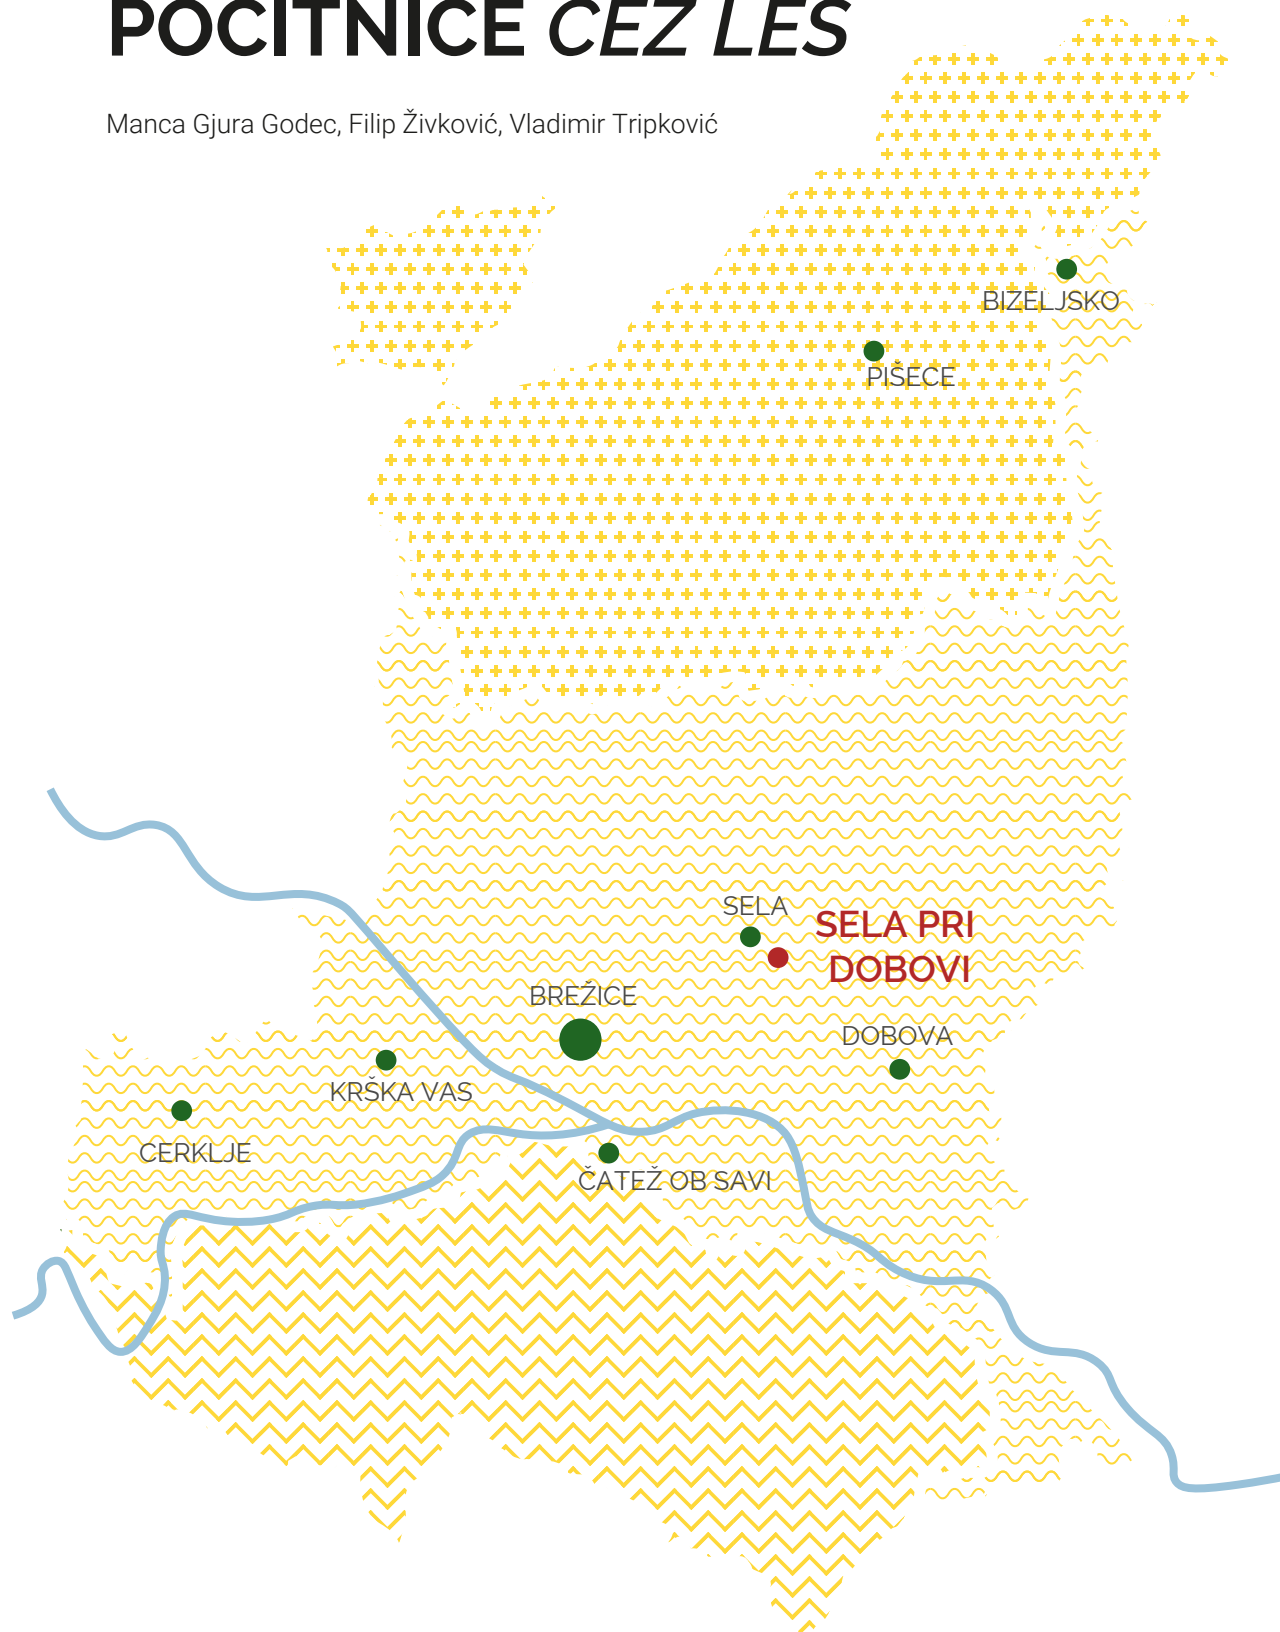 POČITNICE ČEZ LES
Manca Gjura Godec, Filip Živković, Vladimir Tripković
BIZELJSKO
PIŠECE
SELA
SELA PRI
DOBOVI
BREŽICE
DOBOVA
KRŠKA VAS
CERKLJE
ČATEŽ OB SAVI